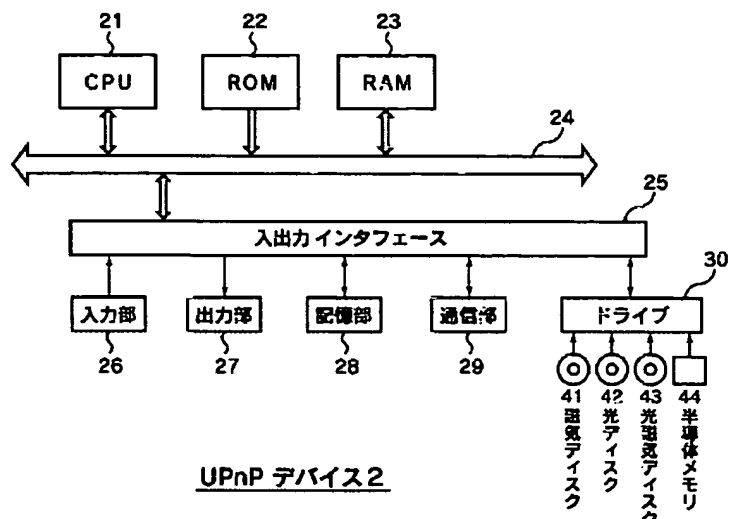 21 22 23
CPU ROM RAM
24
25
入出力 インタフェース
30
入力部 出力部 記憶部 通信部 ドライブ
26 27 28 29
41 42 43 44
磁気ディスク
光ディスク
光磁気ディスク
半導体メモリ
UPnP デバイス2